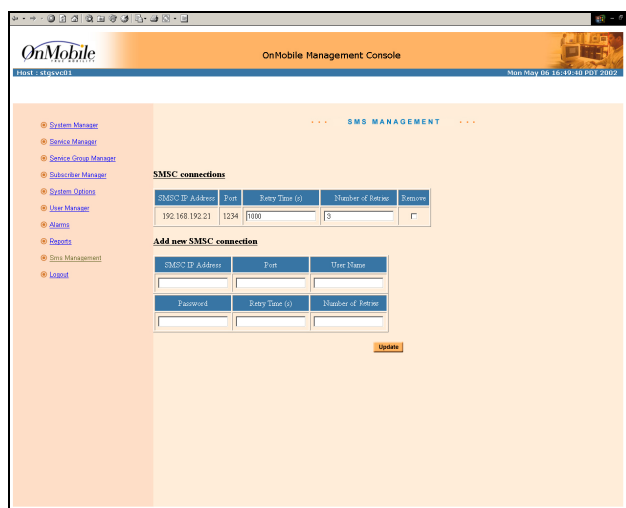 OnMobile
OnMobile Management Console
Host : stgsvc01
Mon May 06 16:49:40 PDT 2002
System Manager
Service Manager
Service Group Manager
Subscriber Manager
System Options
User Manager
Alarms
Reports
Sms Management
Logout
SMS MANAGEMENT
SMSC connections
SMSC IP Address Port Retry Time (s) Number of Retries Remove
192.168.192.21 1234 1000 3
Add new SMSC connection
SMSC IP Address Port User Name
Password Retry Time (s) Number of Retries
Update